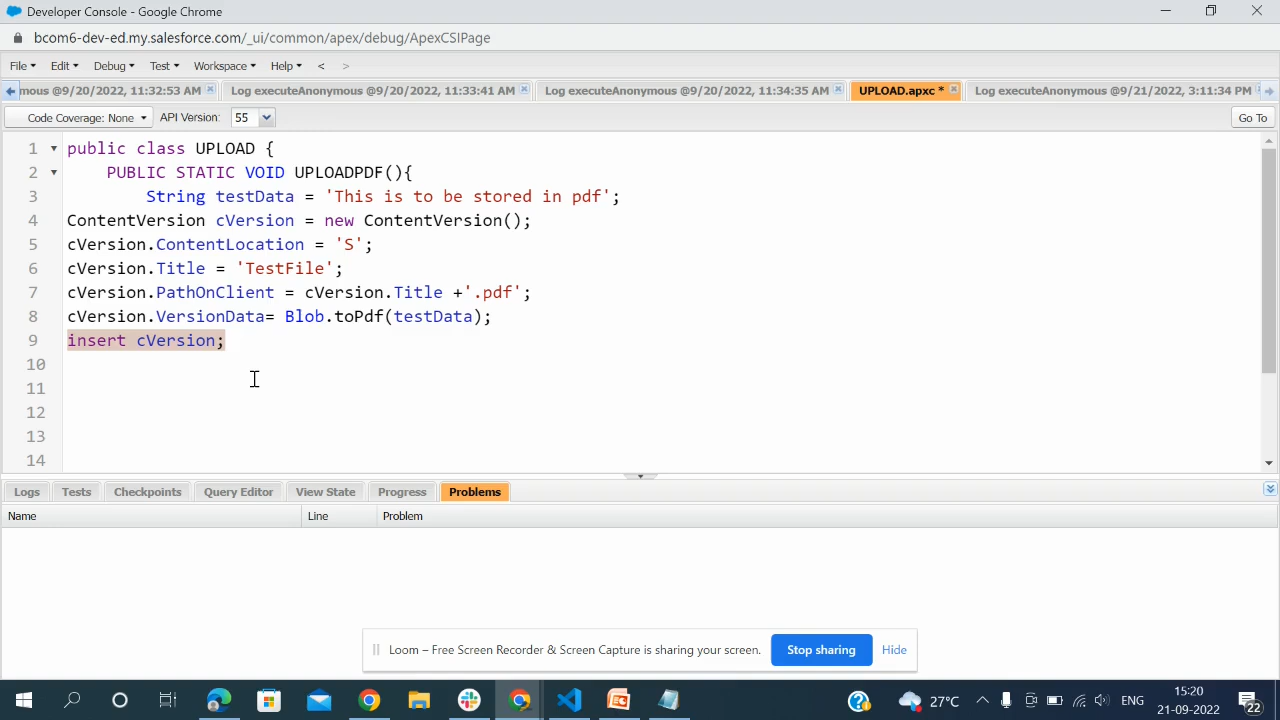 Developer Console - Google Chrome
bcom6-dev-ed.my.salesforce.com/_ui/common/apex/debug/ApexCSIPage
File Edit Debug Test Workspace Help < >
mous @9/20/2022, 11:32:53 AM Log executeAnonymous @9/20/2022, 11:33:41 AM Log executeAnonymous @9/20/2022, 11:34:35 AM UPLOAD.apxc * Log executeAnonymous @9/21/2022, 3:11:34 PM
Code Coverage: None API Version: 55 Go To
1 public class UPLOAD {
2 PUBLIC STATIC VOID UPLOADPDF(){
3 String testData = 'This is to be stored in pdf';
4 ContentVersion cVersion = new ContentVersion();
5 cVersion.ContentLocation = 'S';
6 cVersion.Title = 'TestFile';
7 cVersion.PathOnClient = cVersion.Title +'.pdf';
8 cVersion.VersionData= Blob.toPdf(testData);
9 insert cVersion;
10
11
12
13
14
Logs Tests Checkpoints Query Editor View State Progress Problems
Name Line Problem
Loom – Free Screen Recorder & Screen Capture is sharing your screen. Stop sharing Hide
27°C ENG 15:20
21-09-2022 22